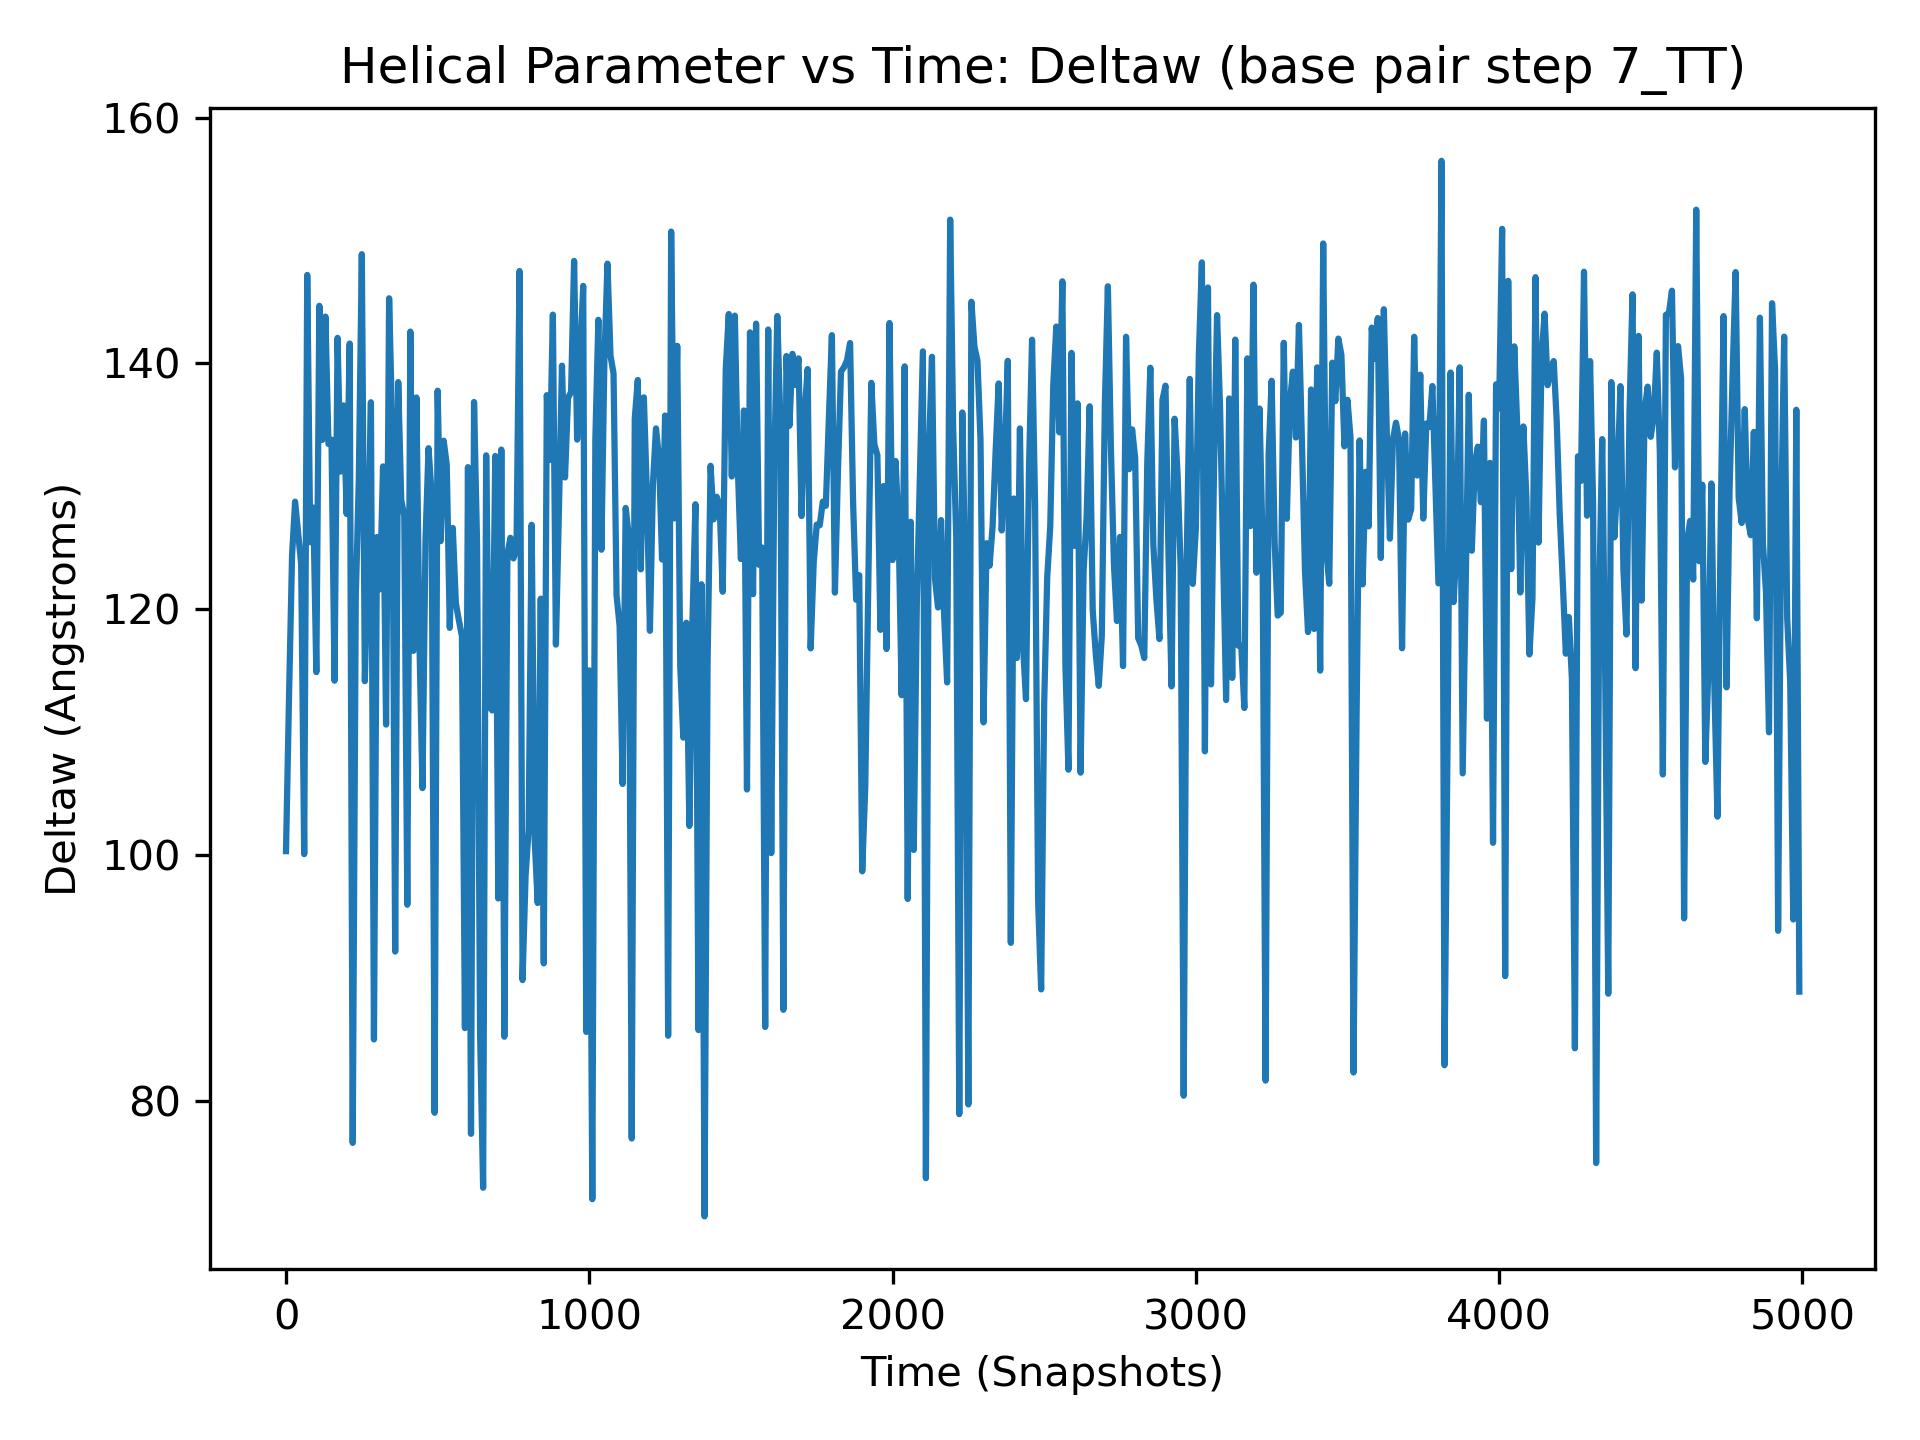 Helical Parameter vs Time: Deltaw (base pair step 7_TT)
160
140
120
100
80
Deltaw (Angstroms)
0 1000 2000 3000 4000 5000
Time (Snapshots)